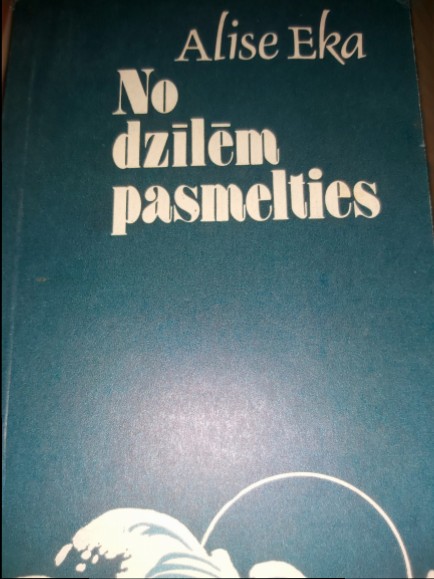 Alise Eka
No
dzīlēm
pasmelties